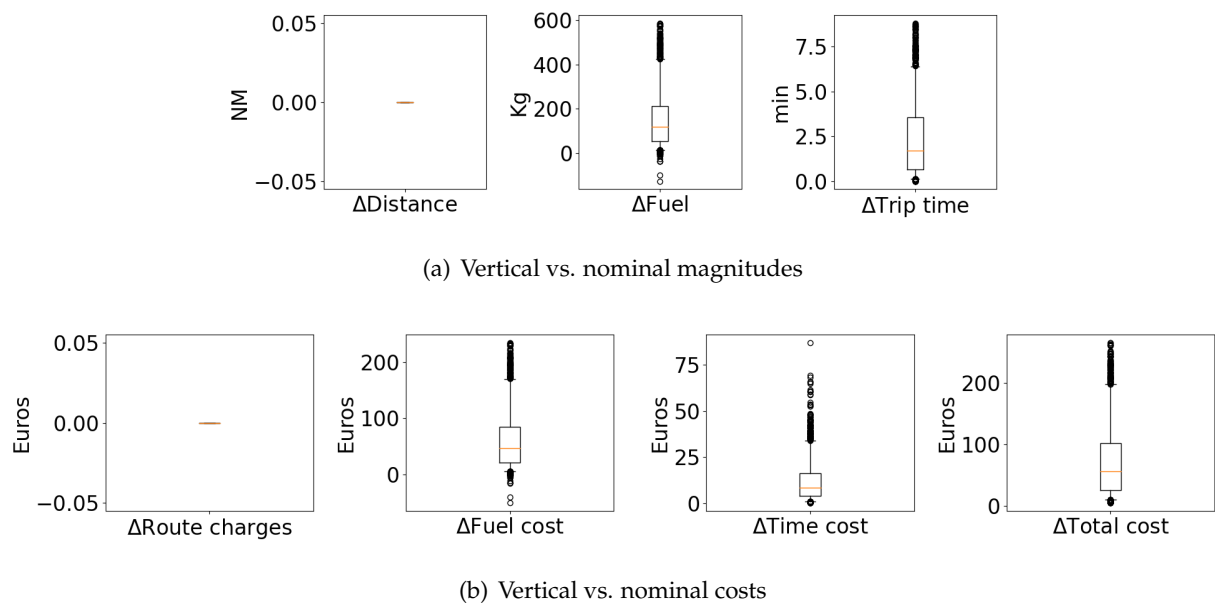 0.05
0.00
−0.05
NM
ΔDistance
600
400
200
0
Kg
ΔFuel
7.5
5.0
2.5
0.0
min
ΔTrip time
(a) Vertical vs. nominal magnitudes
0.05
0.00
−0.05
Euros
ΔRoute charges
200
100
0
Euros
ΔFuel cost
75
50
25
0
Euros
ΔTime cost
200
100
0
Euros
ΔTotal cost
(b) Vertical vs. nominal costs